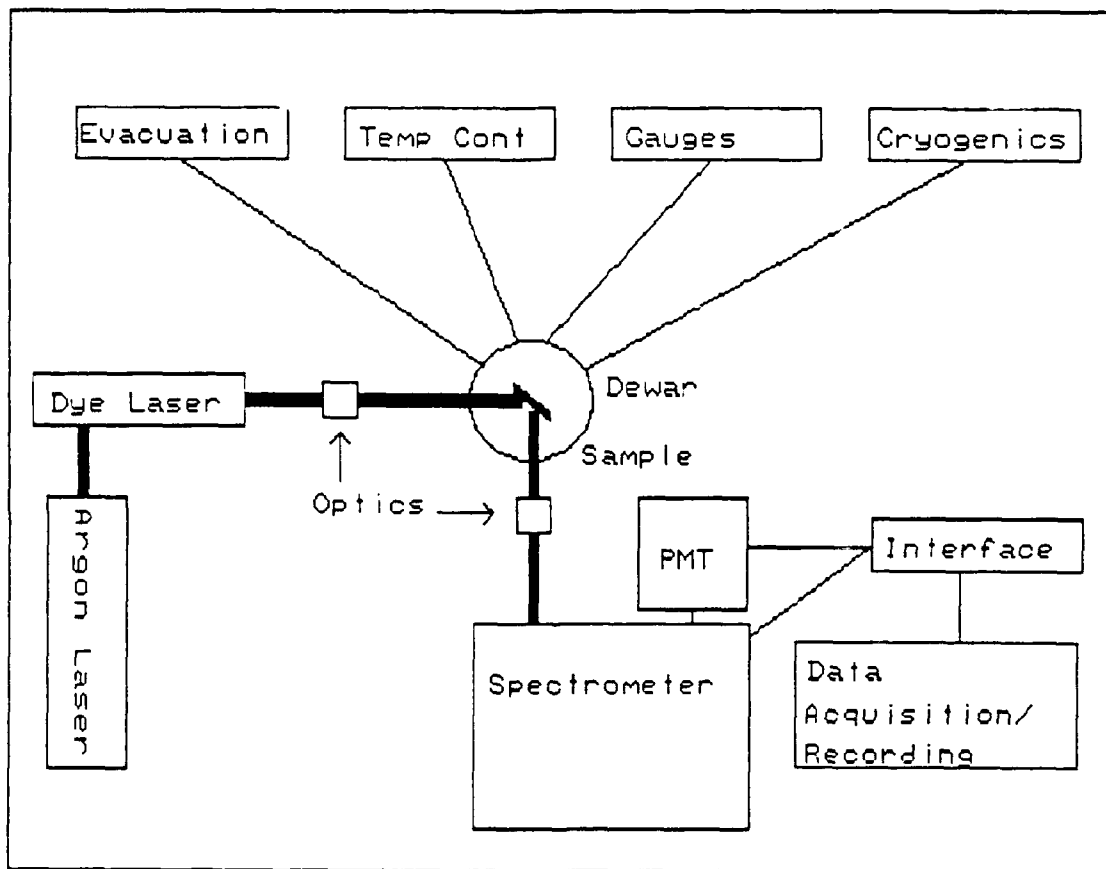 Evacuation
Temp Cont
Gauges
Cryogenics
Dye Laser
Dewar
Sample
Optics
Argon Laser
PMT
Interface
Spectrometer
Data
Acquisition/
Recording